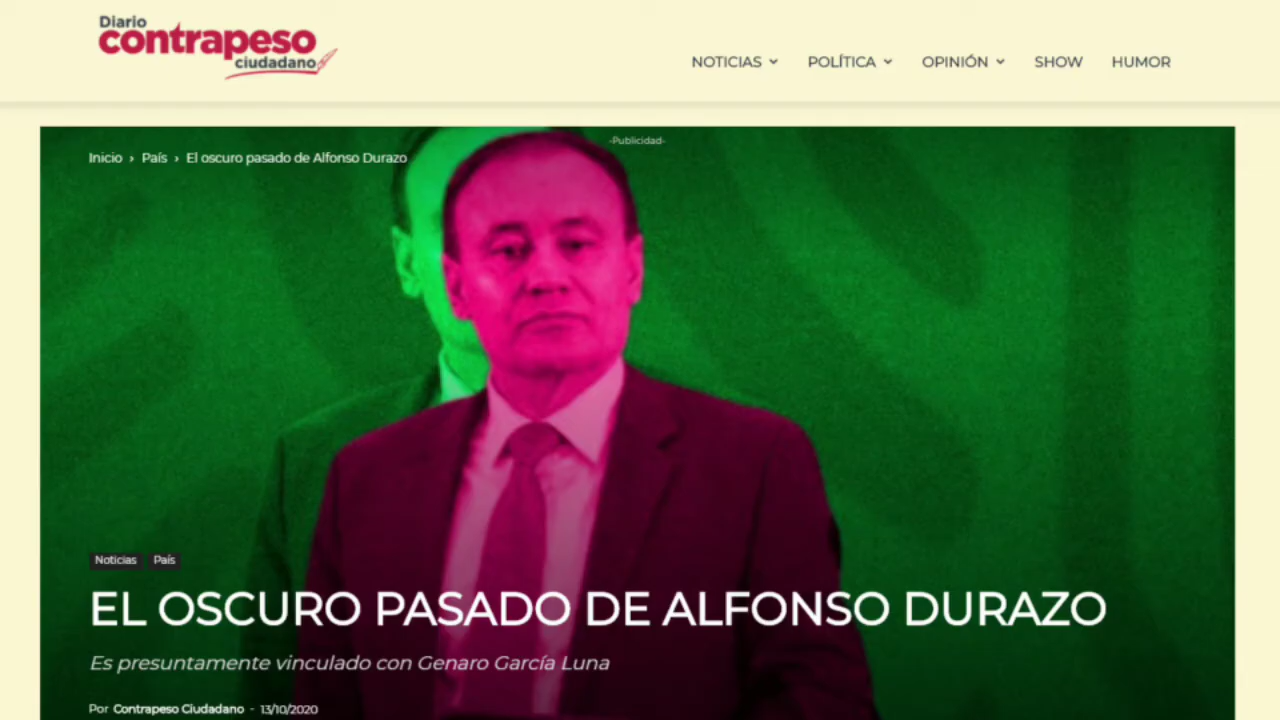 Diario
contrapeso
ciudadano
NOTICIAS POLÍTICA OPINIÓN SHOW HUMOR
-Publicidad-
Inicio › País › El oscuro pasado de Alfonso Durazo
Noticias País
EL OSCURO PASADO DE ALFONSO DURAZO
Es presuntamente vinculado con Genaro García Luna
Por Contrapeso Ciudadano - 13/10/2020